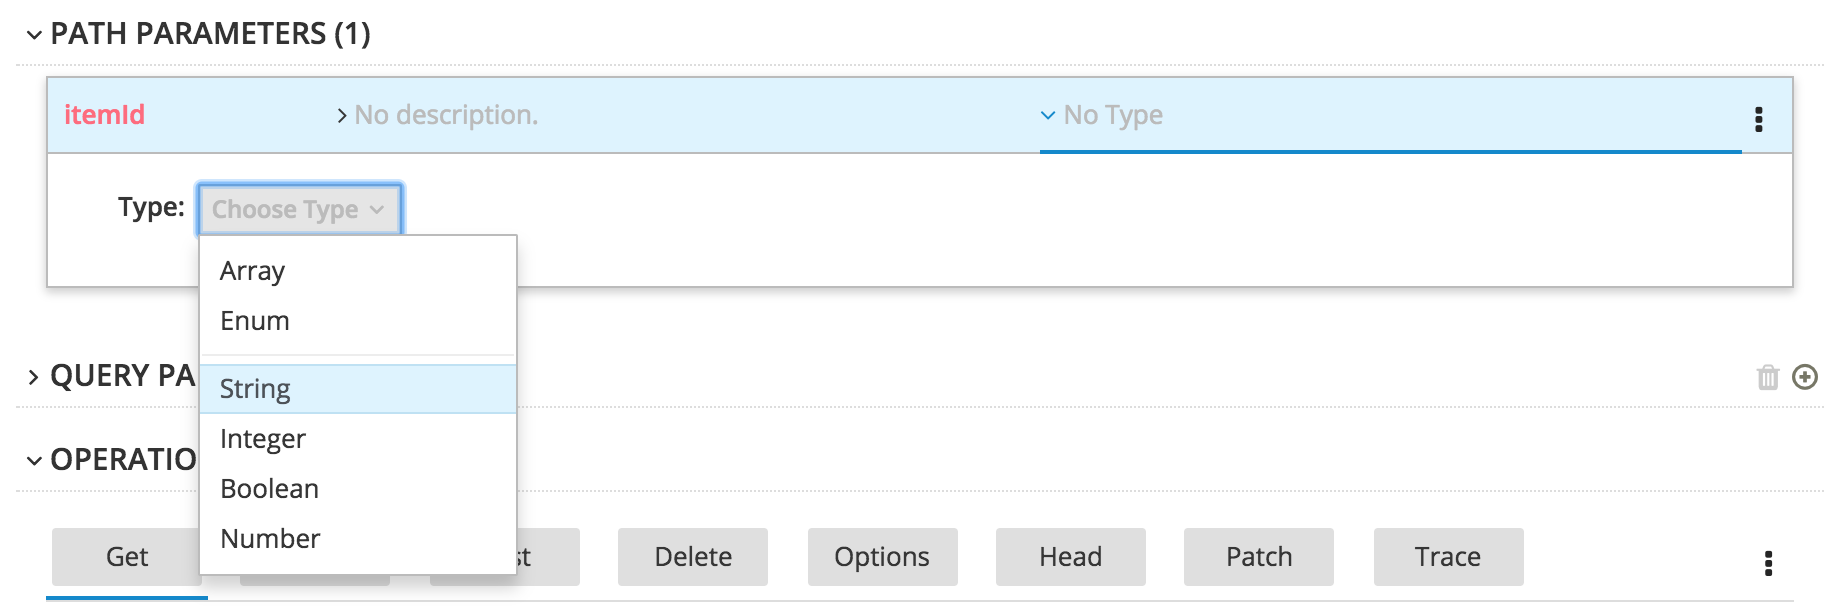 PATH PARAMETERS (1)
itemId No description. No Type
Type: Choose Type
Array
Enum
QUERY PA
String
Integer
OPERATIO
Boolean
Number
Get st Delete Options Head Patch Trace